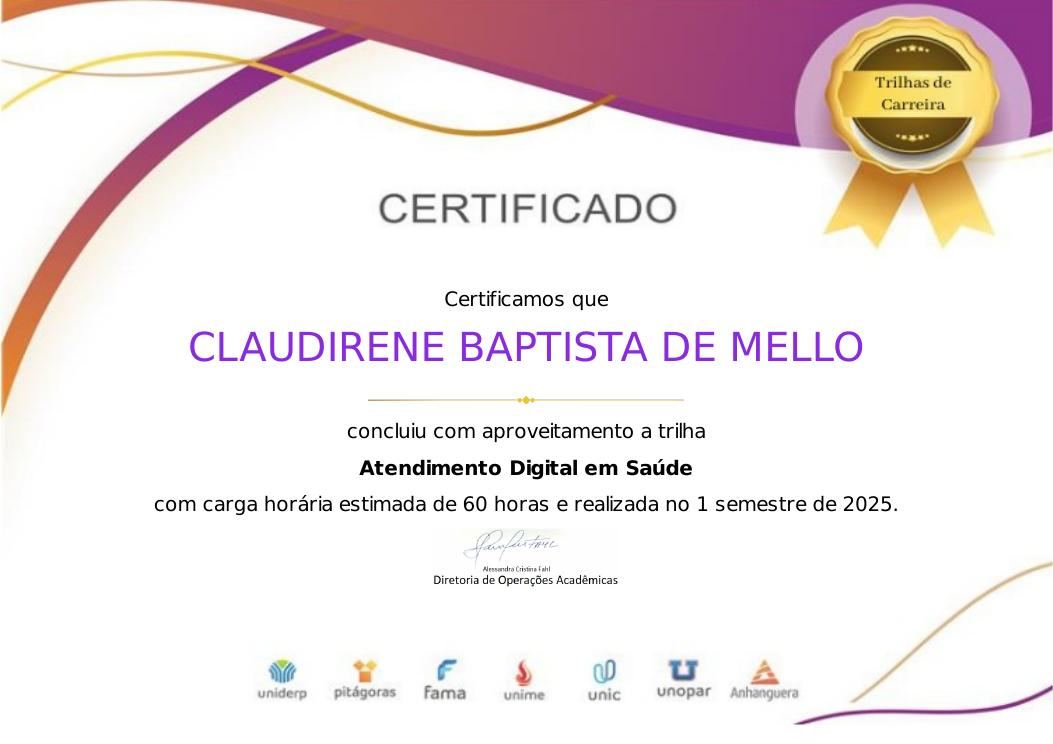 Trilhas de
Carreira
CERTIFICADO
Certificamos que
CLAUDIRENE BAPTISTA DE MELLO
concluiu com aproveitamento a trilha
Atendimento Digital em Saúde
com carga horária estimada de 60 horas e realizada no 1 semestre de 2025.
Alessandra Cristina Fahl
Diretoria de Operações Acadêmicas
uniderp pitágoras Fama unime unic unopar Anhanguera